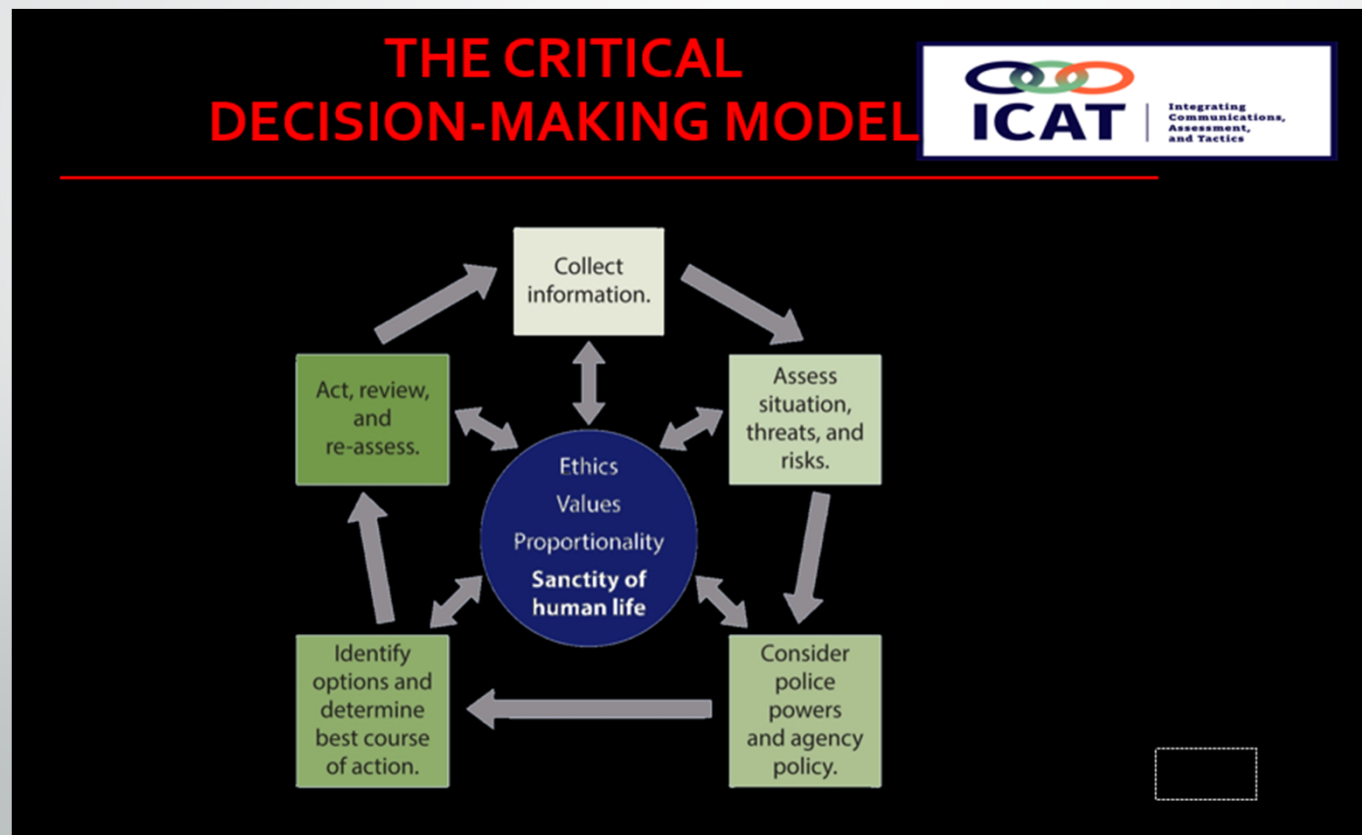 THE CRITICAL
DECISION-MAKING MODEL
ICAT
Integrating
Communications,
Assessment,
and Tactics
Collect
information.
Assess
situation,
threats, and
risks.
Consider
police
powers
and agency
policy.
Identify
options and
determine
best course
of action.
Act, review,
and
re-assess.
Ethics
Values
Proportionality
Sanctity of
human life